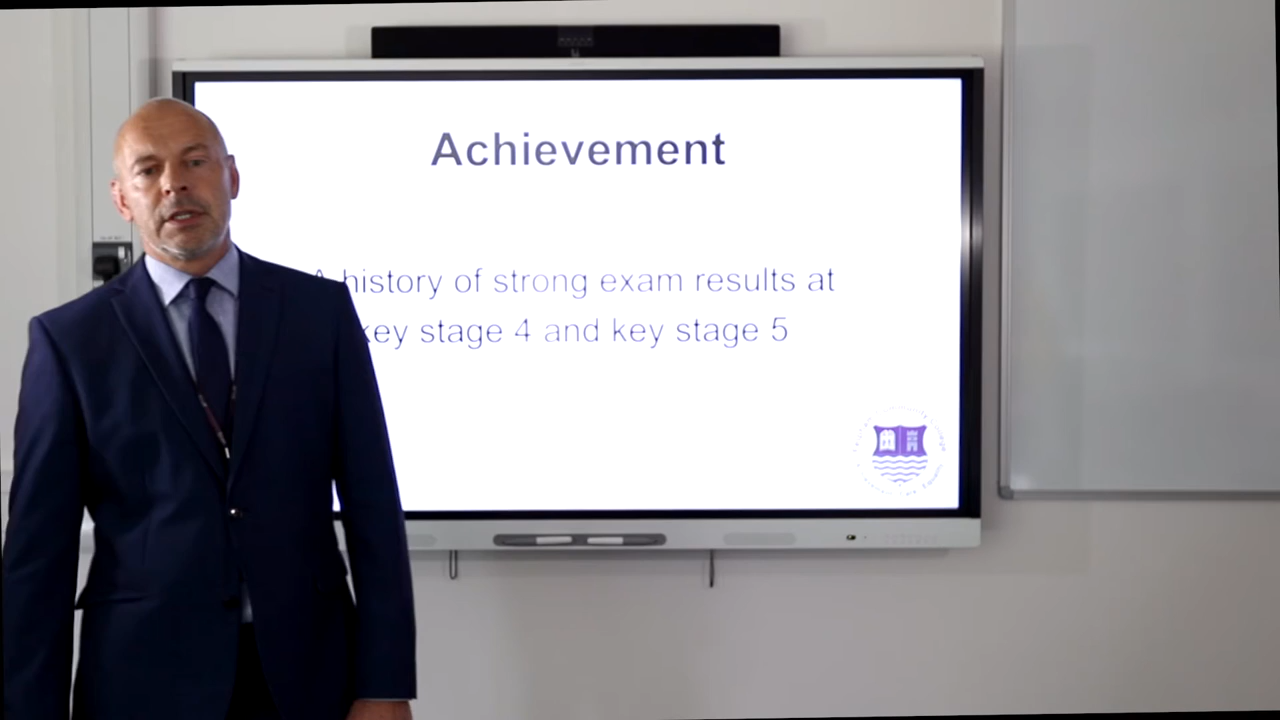 Achievement
A history of strong exam results at
key stage 4 and key stage 5